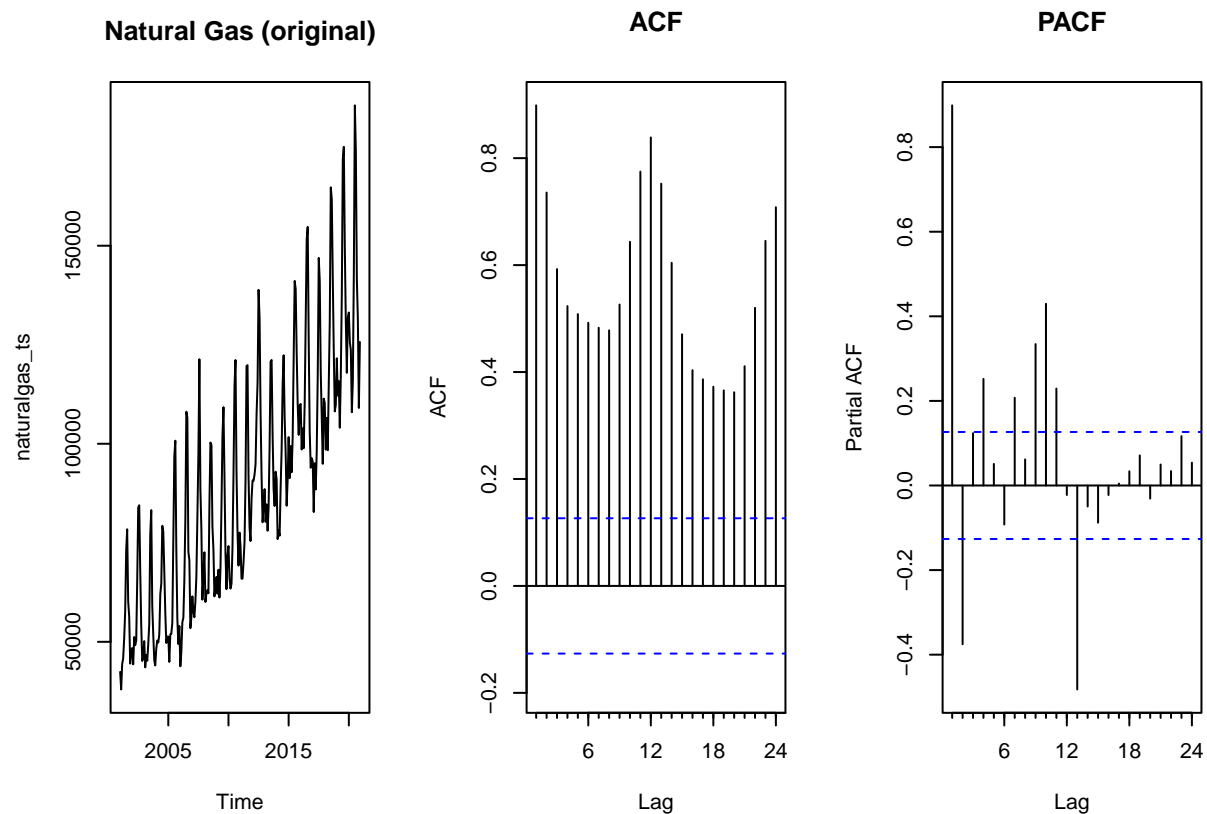 Natural Gas (original)
naturalgas_ts
150000
100000
50000
2005
2015
Time
ACF
ACF
0.8
0.6
0.4
0.2
0.0
−0.2
6
12
18
24
Lag
PACF
Partial ACF
0.8
0.6
0.4
0.2
0.0
−0.2
−0.4
6
12
18
24
Lag